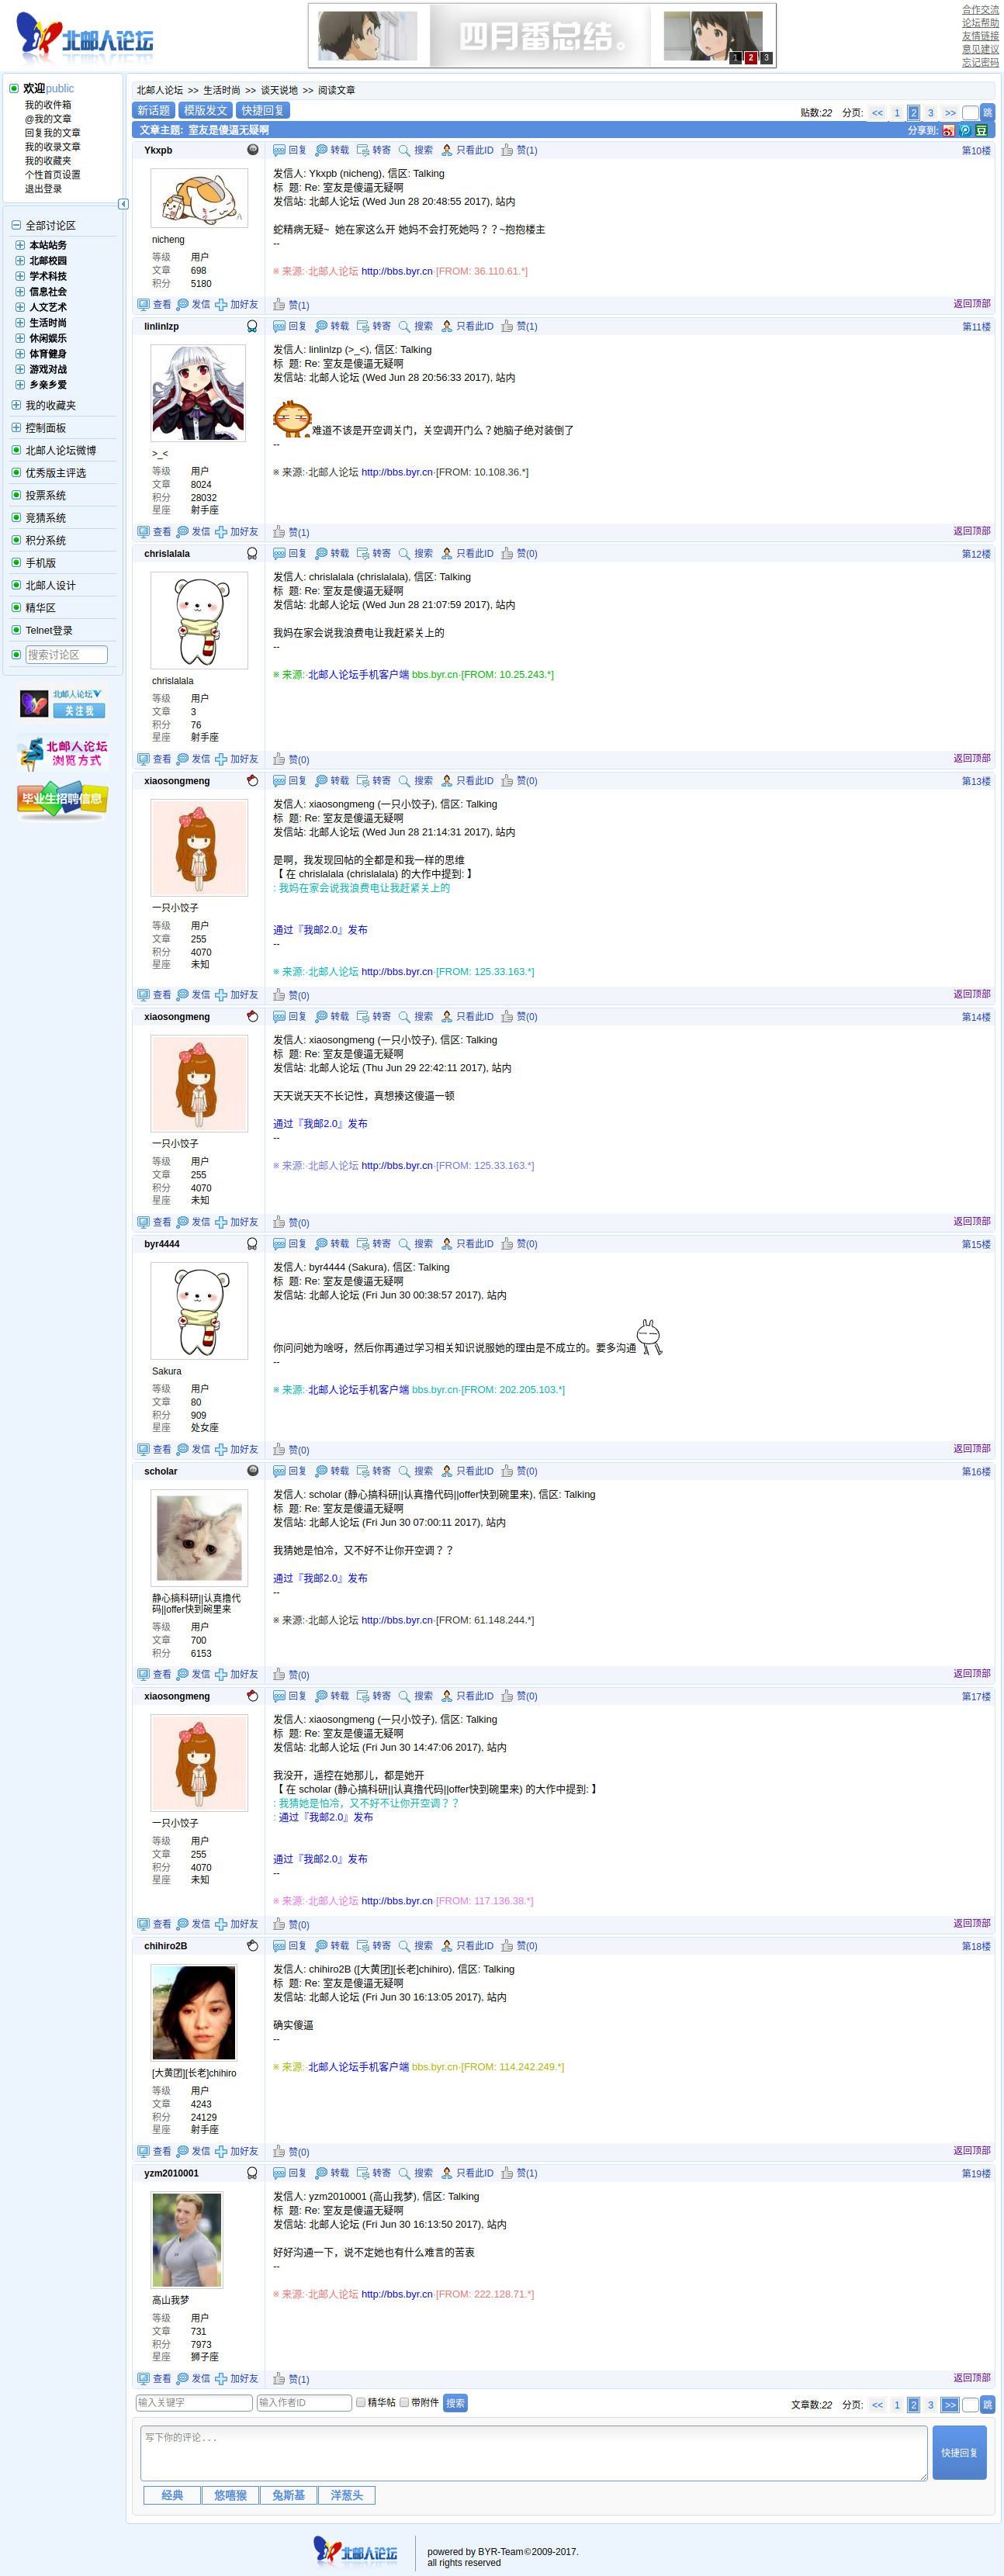 北邮人论坛
四月番总结。
1 2 3
合作交流
论坛帮助
友情链接
意见建议
忘记密码
欢迎public
我的收件箱
@我的文章
回复我的文章
我的收录文章
我的收藏夹
个性首页设置
退出登录
全部讨论区
本站站务
北邮校园
学术科技
信息社会
人文艺术
生活时尚
休闲娱乐
体育健身
游戏对战
乡亲乡爱
我的收藏夹
控制面板
北邮人论坛微博
优秀版主评选
投票系统
竞猜系统
积分系统
手机版
北邮人设计
精华区
Telnet登录
搜索讨论区
北邮人论坛
关注我
北邮人论坛
浏览方式
毕业生招聘信息
北邮人论坛 >> 生活时尚 >> 谈天说地 >> 阅读文章
新话题 模版发文 快捷回复
贴数:22 分页: << 1 2 3 >> 跳
文章主题: 室友是傻逼无疑啊
分享到:
Ykxpb
回复 转载 转寄 搜索 只看此ID 赞(1) 第10楼
nicheng
等级 用户
文章 698
积分 5180
发信人: Ykxpb (nicheng), 信区: Talking
标 题: Re: 室友是傻逼无疑啊
发信站: 北邮人论坛 (Wed Jun 28 20:48:55 2017), 站内
蛇精病无疑~ 她在家这么开 她妈不会打死她吗？？~抱抱楼主
--
※ 来源:·北邮人论坛 http://bbs.byr.cn·[FROM: 36.110.61.*]
查看 发信 加好友 赞(1) 返回顶部
linlinlzp
回复 转载 转寄 搜索 只看此ID 赞(1) 第11楼
>_<
等级 用户
文章 8024
积分 28032
星座 射手座
发信人: linlinlzp (>_<), 信区: Talking
标 题: Re: 室友是傻逼无疑啊
发信站: 北邮人论坛 (Wed Jun 28 20:56:33 2017), 站内
难道不该是开空调关门，关空调开门么？她脑子绝对装倒了
--
※ 来源:·北邮人论坛 http://bbs.byr.cn·[FROM: 10.108.36.*]
查看 发信 加好友 赞(1) 返回顶部
chrislalala
回复 转载 转寄 搜索 只看此ID 赞(0) 第12楼
chrislalala
等级 用户
文章 3
积分 76
星座 射手座
发信人: chrislalala (chrislalala), 信区: Talking
标 题: Re: 室友是傻逼无疑啊
发信站: 北邮人论坛 (Wed Jun 28 21:07:59 2017), 站内
我妈在家会说我浪费电让我赶紧关上的
--
※ 来源:·北邮人论坛手机客户端 bbs.byr.cn·[FROM: 10.25.243.*]
查看 发信 加好友 赞(0) 返回顶部
xiaosongmeng
回复 转载 转寄 搜索 只看此ID 赞(0) 第13楼
一只小饺子
等级 用户
文章 255
积分 4070
星座 未知
发信人: xiaosongmeng (一只小饺子), 信区: Talking
标 题: Re: 室友是傻逼无疑啊
发信站: 北邮人论坛 (Wed Jun 28 21:14:31 2017), 站内
是啊，我发现回帖的全都是和我一样的思维
【 在 chrislalala (chrislalala) 的大作中提到: 】
: 我妈在家会说我浪费电让我赶紧关上的
通过『我邮2.0』发布
--
※ 来源:·北邮人论坛 http://bbs.byr.cn·[FROM: 125.33.163.*]
查看 发信 加好友 赞(0) 返回顶部
xiaosongmeng
回复 转载 转寄 搜索 只看此ID 赞(0) 第14楼
一只小饺子
等级 用户
文章 255
积分 4070
星座 未知
发信人: xiaosongmeng (一只小饺子), 信区: Talking
标 题: Re: 室友是傻逼无疑啊
发信站: 北邮人论坛 (Thu Jun 29 22:42:11 2017), 站内
天天说天天不长记性，真想揍这傻逼一顿
通过『我邮2.0』发布
--
※ 来源:·北邮人论坛 http://bbs.byr.cn·[FROM: 125.33.163.*]
查看 发信 加好友 赞(0) 返回顶部
byr4444
回复 转载 转寄 搜索 只看此ID 赞(0) 第15楼
Sakura
等级 用户
文章 80
积分 909
星座 处女座
发信人: byr4444 (Sakura), 信区: Talking
标 题: Re: 室友是傻逼无疑啊
发信站: 北邮人论坛 (Fri Jun 30 00:38:57 2017), 站内
你问问她为啥呀，然后你再通过学习相关知识说服她的理由是不成立的。要多沟通
--
※ 来源:·北邮人论坛手机客户端 bbs.byr.cn·[FROM: 202.205.103.*]
查看 发信 加好友 赞(0) 返回顶部
scholar
回复 转载 转寄 搜索 只看此ID 赞(0) 第16楼
静心搞科研||认真撸代
码||offer快到碗里来
等级 用户
文章 700
积分 6153
发信人: scholar (静心搞科研||认真撸代码||offer快到碗里来), 信区: Talking
标 题: Re: 室友是傻逼无疑啊
发信站: 北邮人论坛 (Fri Jun 30 07:00:11 2017), 站内
我猜她是怕冷，又不好不让你开空调？？
通过『我邮2.0』发布
--
※ 来源:·北邮人论坛 http://bbs.byr.cn·[FROM: 61.148.244.*]
查看 发信 加好友 赞(0) 返回顶部
xiaosongmeng
回复 转载 转寄 搜索 只看此ID 赞(0) 第17楼
一只小饺子
等级 用户
文章 255
积分 4070
星座 未知
发信人: xiaosongmeng (一只小饺子), 信区: Talking
标 题: Re: 室友是傻逼无疑啊
发信站: 北邮人论坛 (Fri Jun 30 14:47:06 2017), 站内
我没开，遥控在她那儿，都是她开
【 在 scholar (静心搞科研||认真撸代码||offer快到碗里来) 的大作中提到: 】
: 我猜她是怕冷，又不好不让你开空调？？
: 通过『我邮2.0』发布
通过『我邮2.0』发布
--
※ 来源:·北邮人论坛 http://bbs.byr.cn·[FROM: 117.136.38.*]
查看 发信 加好友 赞(0) 返回顶部
chihiro2B
回复 转载 转寄 搜索 只看此ID 赞(0) 第18楼
[大黄团][长老]chihiro
等级 用户
文章 4243
积分 24129
星座 射手座
发信人: chihiro2B ([大黄团][长老]chihiro), 信区: Talking
标 题: Re: 室友是傻逼无疑啊
发信站: 北邮人论坛 (Fri Jun 30 16:13:05 2017), 站内
确实傻逼
--
※ 来源:·北邮人论坛手机客户端 bbs.byr.cn·[FROM: 114.242.249.*]
查看 发信 加好友 赞(0) 返回顶部
yzm2010001
回复 转载 转寄 搜索 只看此ID 赞(1) 第19楼
高山我梦
等级 用户
文章 731
积分 7973
星座 狮子座
发信人: yzm2010001 (高山我梦), 信区: Talking
标 题: Re: 室友是傻逼无疑啊
发信站: 北邮人论坛 (Fri Jun 30 16:13:50 2017), 站内
好好沟通一下，说不定她也有什么难言的苦衷
--
※ 来源:·北邮人论坛 http://bbs.byr.cn·[FROM: 222.128.71.*]
查看 发信 加好友 赞(1) 返回顶部
输入关键字 输入作者ID 精华帖 带附件 搜索
文章数:22 分页: << 1 2 3 >> 跳
写下你的评论...
快捷回复
经典 悠嘻猴 兔斯基 洋葱头
北邮人论坛
powered by BYR-Team©2009-2017.
all rights reserved